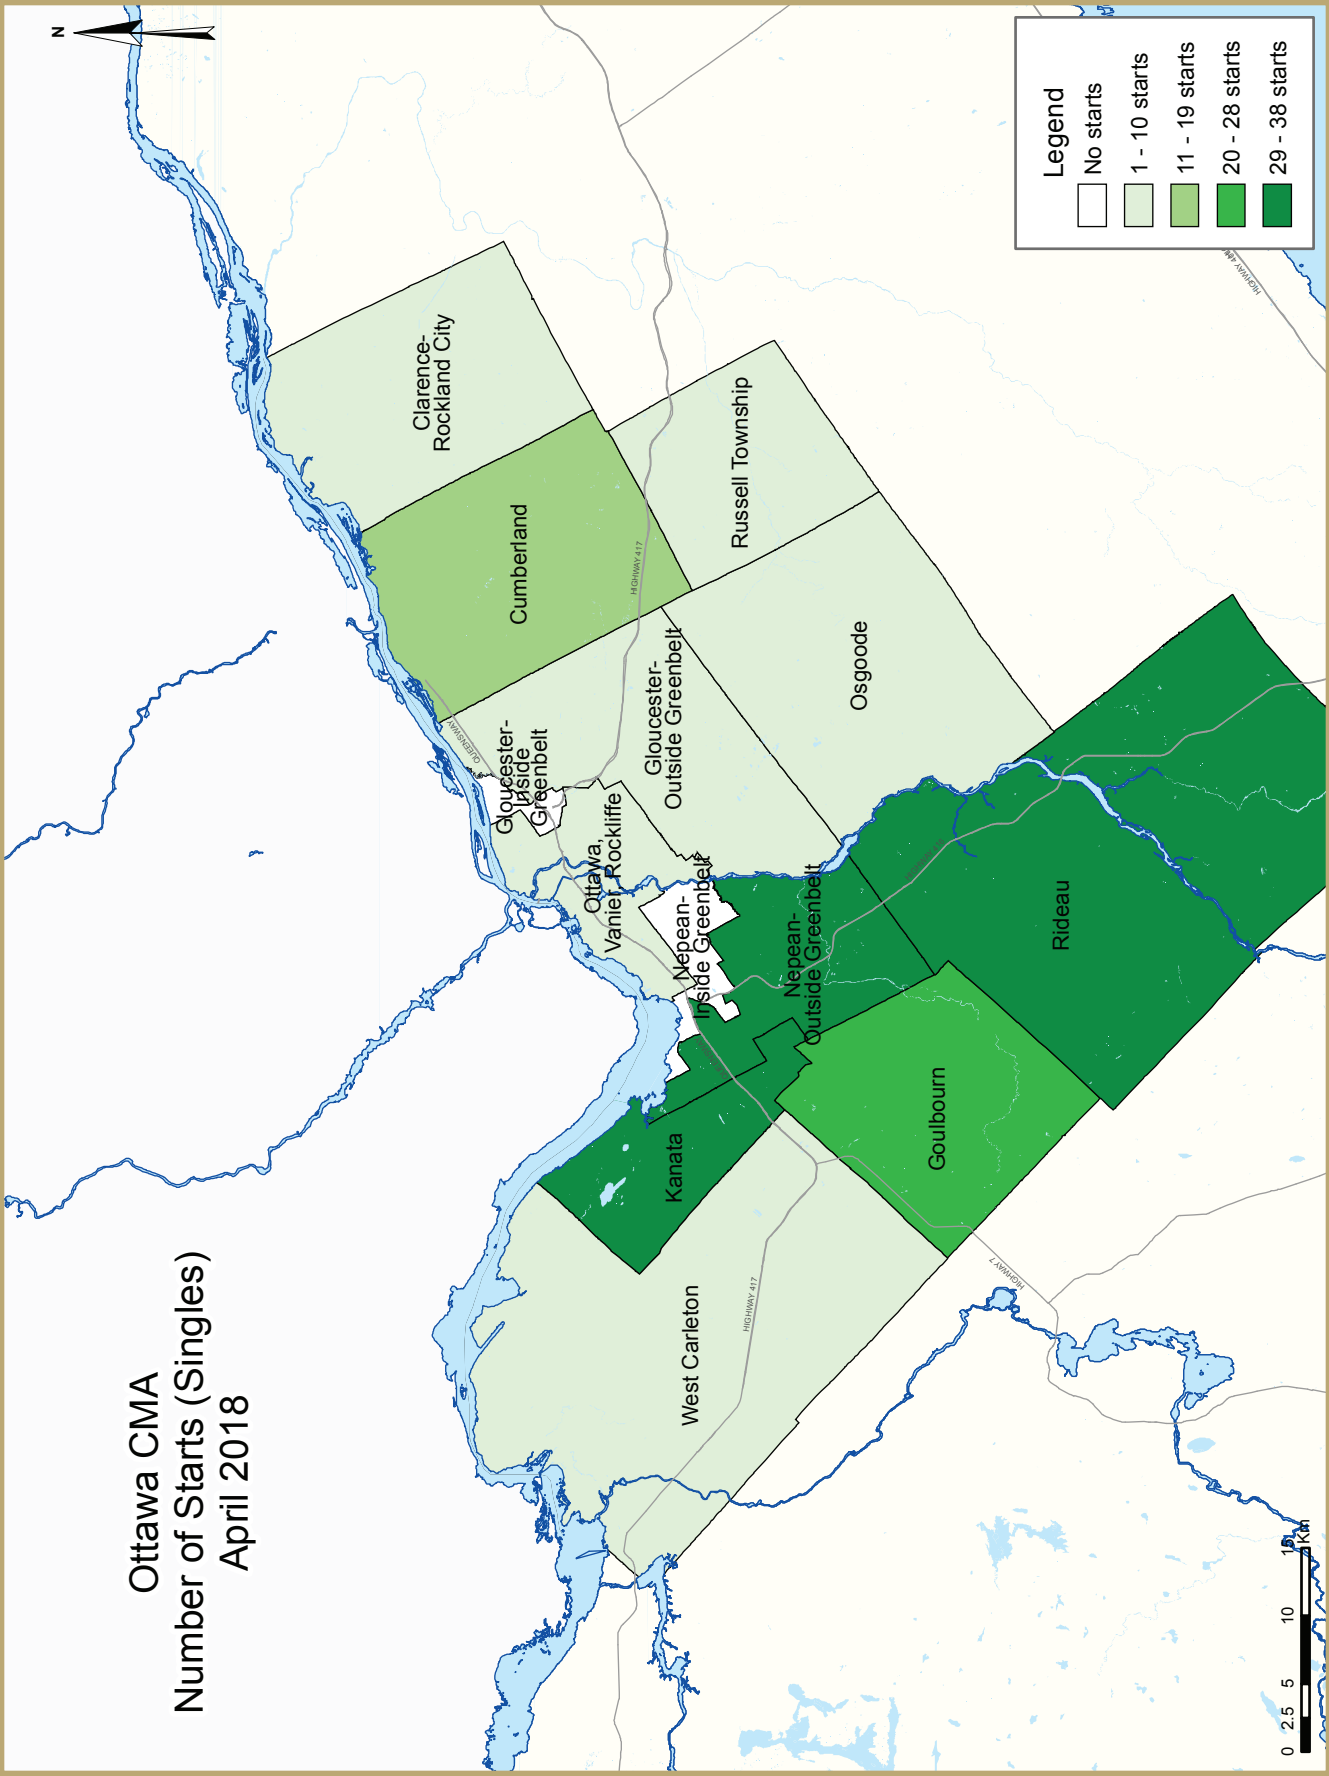 Ottawa CMA
Number of Starts (Singles)
April 2018
N
Legend
No starts
1 - 10 starts
11 - 19 starts
20 - 28 starts
29 - 38 starts
Clarence-
Rockland City
Cumberland
Russell Township
HIGHWAY 417
QUEENSWAY
Gloucester-
Inside
Greenbelt
Gloucester-
Outside Greenbelt
Osgoode
Ottawa,
Vanier, Rockliffe
Nepean-
Inside Greenbelt
Nepean-
Outside Greenbelt
Rideau
Kanata
Goulbourn
West Carleton
HIGHWAY 417
HIGHWAY 7
0 2.5 5 10 15
Km